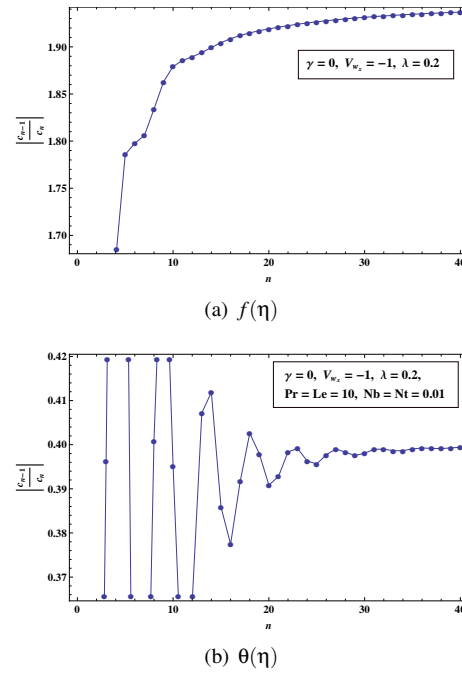 1.90
1.85
1.80
1.75
1.70
|c_{n-1}/c_n|
γ = 0, V_{w_x} = −1, λ = 0.2
0 10 20 30 40
n
(a) f(η)
0.42
0.41
0.40
0.39
0.38
0.37
|c_{n-1}/c_n|
γ = 0, V_{w_x} = −1, λ = 0.2,
Pr = Le = 10, Nb = Nt = 0.01
0 10 20 30 40
n
(b) θ(η)